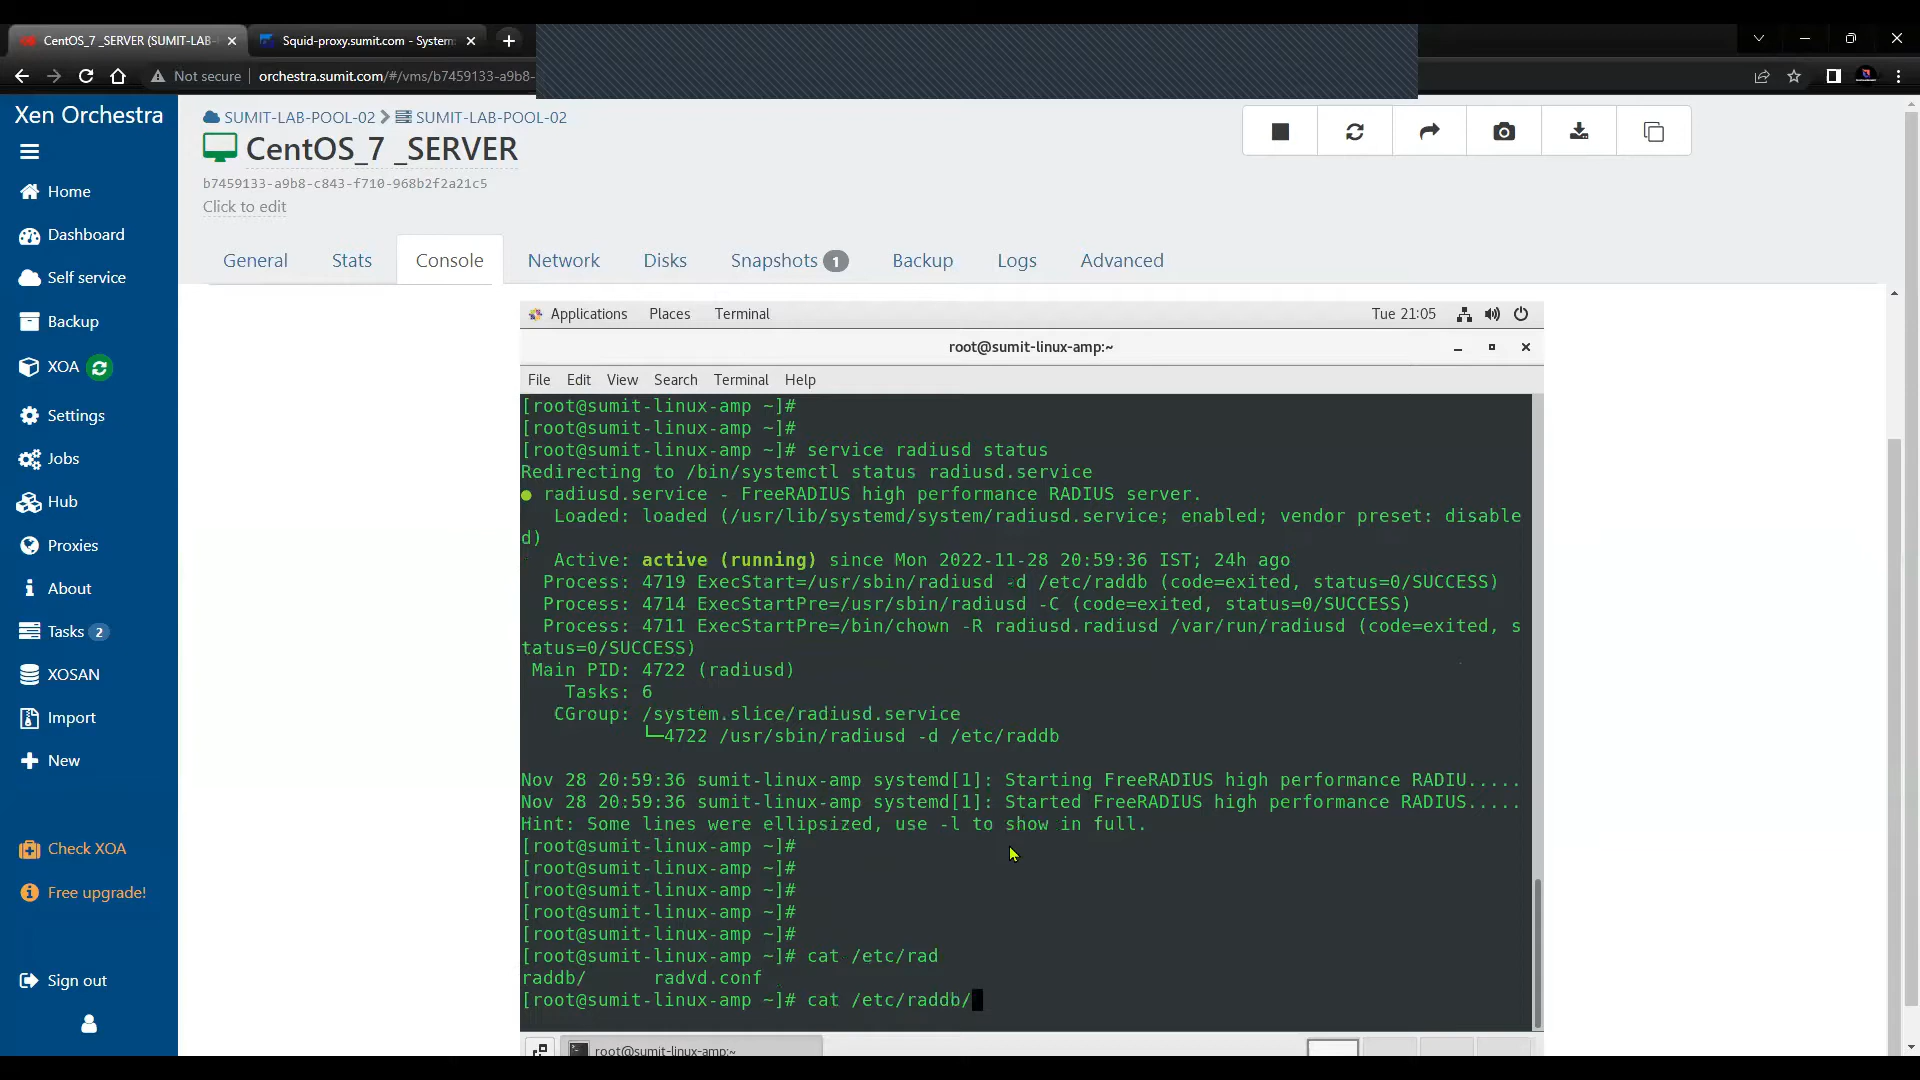 CentOS_7 _SERVER (SUMIT-LAB-
Squid-proxy.sumit.com - System
Not secure
orchestra.sumit.com/#/vms/b7459133-a9b8-
Xen Orchestra
Home
Dashboard
Self service
Backup
XOA
Settings
Jobs
Hub
Proxies
About
Tasks 2
XOSAN
Import
New
Check XOA
Free upgrade!
Sign out
SUMIT-LAB-POOL-02 SUMIT-LAB-POOL-02
CentOS_7 _SERVER
b7459133-a9b8-c843-f710-968b2f2a21c5
Click to edit
General Stats Console Network Disks Snapshots 1 Backup Logs Advanced
Applications Places Terminal Tue 21:05
root@sumit-linux-amp:~
File Edit View Search Terminal Help
[root@sumit-linux-amp ~]#
[root@sumit-linux-amp ~]#
[root@sumit-linux-amp ~]# service radiusd status
Redirecting to /bin/systemctl status radiusd.service
● radiusd.service - FreeRADIUS high performance RADIUS server.
Loaded: loaded (/usr/lib/systemd/system/radiusd.service; enabled; vendor preset: disable
d)
Active: active (running) since Mon 2022-11-28 20:59:36 IST; 24h ago
Process: 4719 ExecStart=/usr/sbin/radiusd -d /etc/raddb (code=exited, status=0/SUCCESS)
Process: 4714 ExecStartPre=/usr/sbin/radiusd -C (code=exited, status=0/SUCCESS)
Process: 4711 ExecStartPre=/bin/chown -R radiusd.radiusd /var/run/radiusd (code=exited, s
tatus=0/SUCCESS)
Main PID: 4722 (radiusd)
Tasks: 6
CGroup: /system.slice/radiusd.service
└─4722 /usr/sbin/radiusd -d /etc/raddb
Nov 28 20:59:36 sumit-linux-amp systemd[1]: Starting FreeRADIUS high performance RADIU.....
Nov 28 20:59:36 sumit-linux-amp systemd[1]: Started FreeRADIUS high performance RADIUS.....
Hint: Some lines were ellipsized, use -l to show in full.
[root@sumit-linux-amp ~]#
[root@sumit-linux-amp ~]#
[root@sumit-linux-amp ~]#
[root@sumit-linux-amp ~]#
[root@sumit-linux-amp ~]#
[root@sumit-linux-amp ~]# cat /etc/rad
raddb/ radvd.conf
[root@sumit-linux-amp ~]# cat /etc/raddb/
root@sumit-linux-amp:~